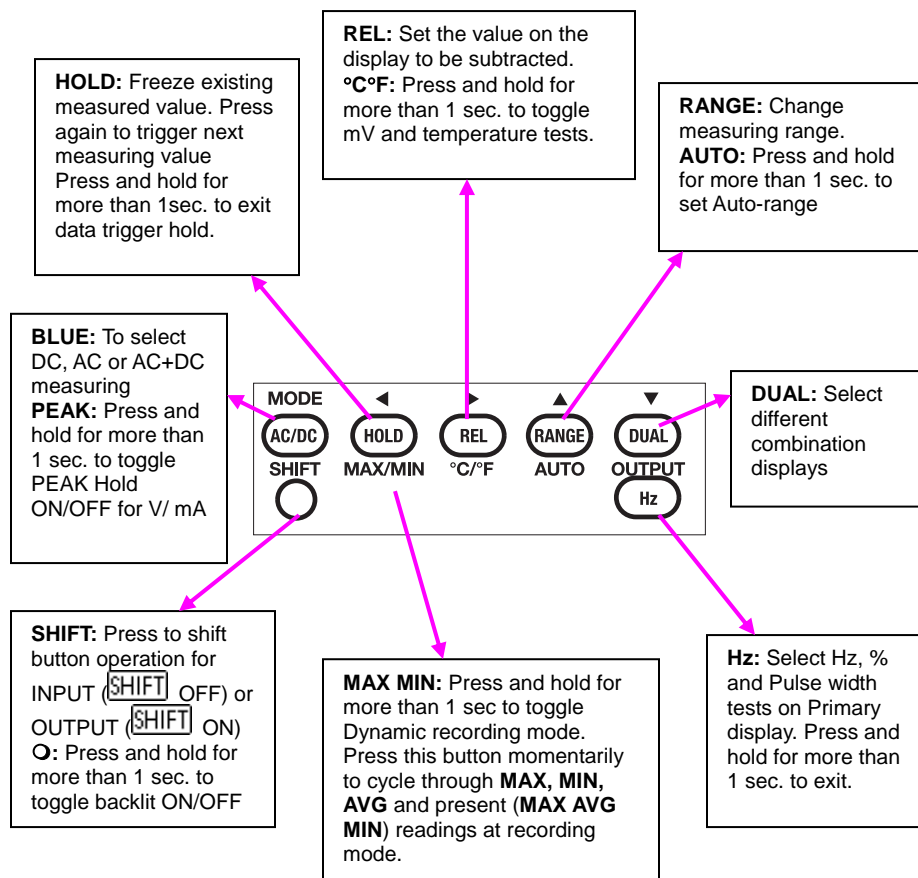 REL: Set the value on the
display to be subtracted.
°C°F: Press and hold for
more than 1 sec. to toggle
mV and temperature tests.
HOLD: Freeze existing
measured value. Press
again to trigger next
measuring value
Press and hold for
more than 1sec. to exit
data trigger hold.
RANGE: Change
measuring range.
AUTO: Press and hold
for more than 1 sec. to
set Auto-range
BLUE: To select
DC, AC or AC+DC
measuring
PEAK: Press and
hold for more than
1 sec. to toggle
PEAK Hold
ON/OFF for V/ mA
MODE ◀ ▶ ▲ ▼
AC/DC HOLD REL RANGE DUAL
SHIFT MAX/MIN °C/°F AUTO OUTPUT
Hz
DUAL: Select
different
combination
displays
SHIFT: Press to shift
button operation for
INPUT (SHIFT OFF) or
OUTPUT (SHIFT ON)
❍: Press and hold for
more than 1 sec. to
toggle backlit ON/OFF
MAX MIN: Press and hold for
more than 1 sec to toggle
Dynamic recording mode.
Press this button momentarily
to cycle through MAX, MIN,
AVG and present (MAX AVG
MIN) readings at recording
mode.
Hz: Select Hz, %
and Pulse width
tests on Primary
display. Press and
hold for more than
1 sec. to exit.